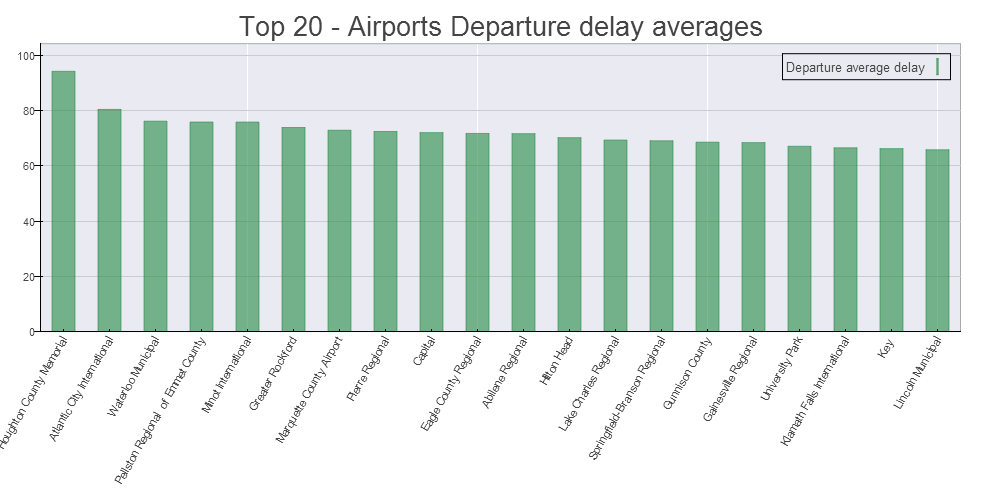 Top 20 - Airports Departure delay averages
Departure average delay
100
80
60
40
20
0
Houghton County Memorial
Atlantic City International
Waterloo Municipal
Pellston Regional of Emmet County
Minot International
Greater Rockford
Marquette County Airport
Pierre Regional
Capital
Eagle County Regional
Abilene Regional
Hilton Head
Lake Charles Regional
Springfield-Branson Regional
Gunnison County
Gainesville Regional
University Park
Klamath Falls International
Key
Lincoln Municipal